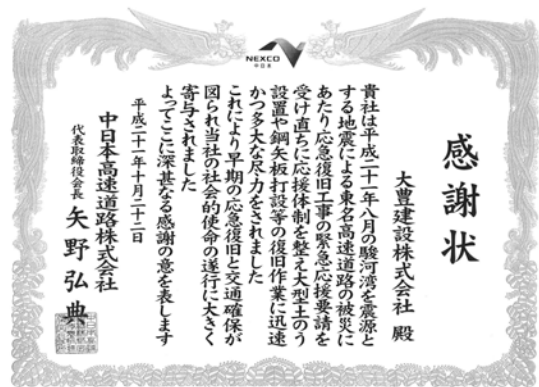 NEXCO
中日本
感謝状
大豊建設株式会社 殿
貴社は平成二十一年八月の駿河湾を震源と
する地震による東名高速道路の被災に
あたり応急復旧工事の緊急応援要請を
受け直ちに応援体制を整え大型土のう
設置や鋼矢板打設等の復旧作業に迅速
かつ多大な尽力をされました
これにより早期の応急復旧と交通確保が
図られ当社の社会的使命の遂行に大きく
寄与されました
よってここに深甚なる感謝の意を表します
平成二十一年十月二十二日
中日本高速道路株式会社
代表取締役会長 矢野弘典